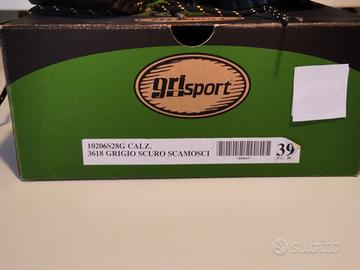 grisport
10206S28G CALZ.
3618 GRIGIO SCURO SCAMOSCI
39
subito